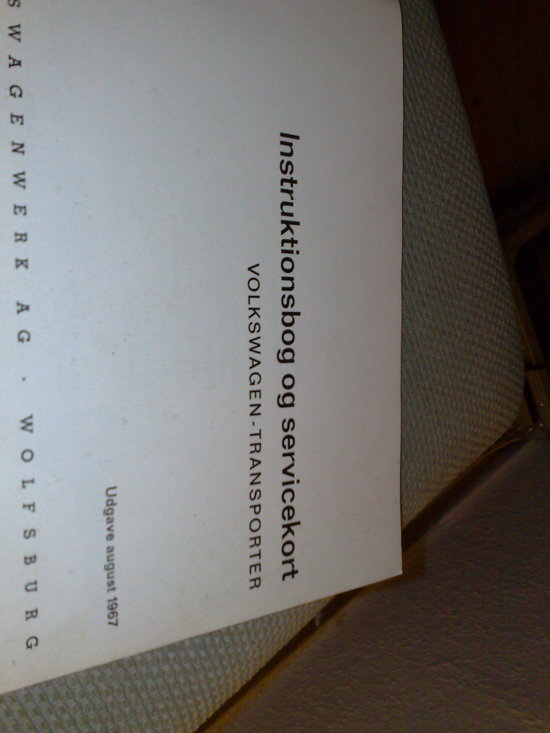 Instruktionsbog og servicekort
VOLKSWAGEN-TRANSPORTER
Udgave august 1967
SWAGENWERK AG · WOLFSBURG